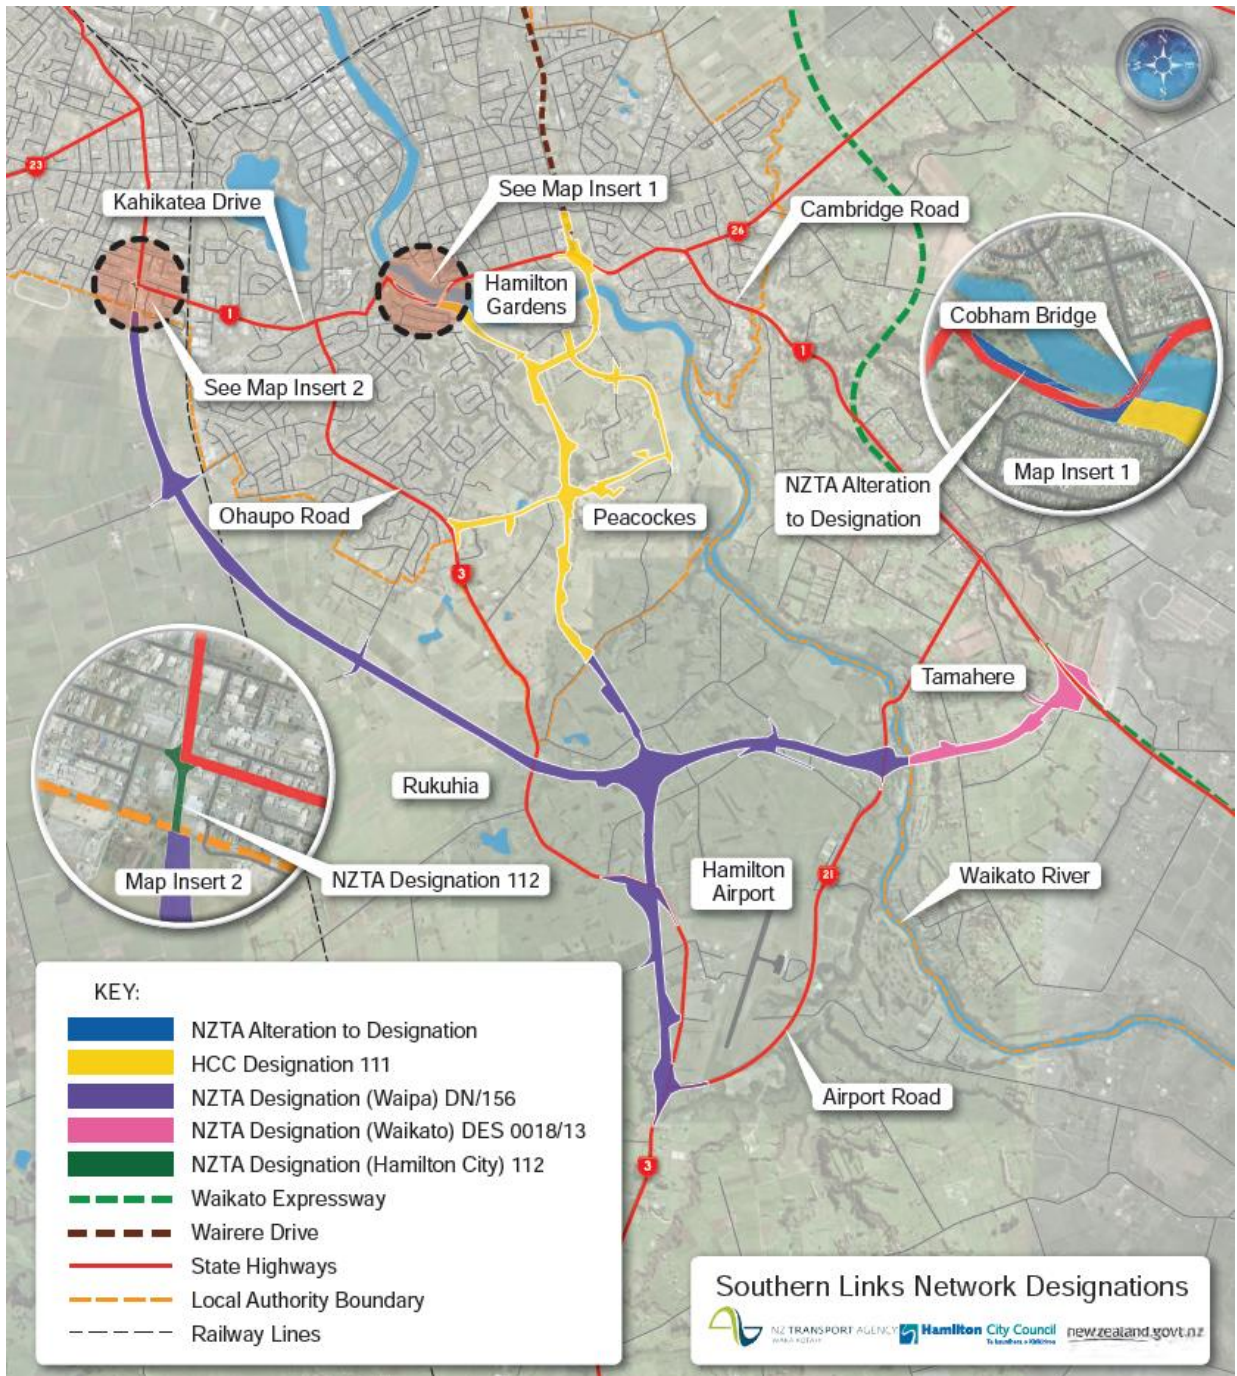 N
W
E
S
23
Kahikatea Drive
See Map Insert 1
26
Cambridge Road
Hamilton
Gardens
1
Cobham Bridge
See Map Insert 2
1
NZTA Alteration
to Designation
Map Insert 1
Ohaupo Road
Peacockes
3
Tamahere
Rukuhia
Map Insert 2
NZTA Designation 112
Hamilton
Airport
21
Waikato River
Airport Road
3
KEY:
NZTA Alteration to Designation
HCC Designation 111
NZTA Designation (Waipa) DN/156
NZTA Designation (Waikato) DES 0018/13
NZTA Designation (Hamilton City) 112
Waikato Expressway
Wairere Drive
State Highways
Local Authority Boundary
Railway Lines
Southern Links Network Designations
NZ TRANSPORT AGENCY
WAKA KOTAHI
Hamilton City Council
Te kaunihera o Kirikiriroa
newzealand.govt.nz